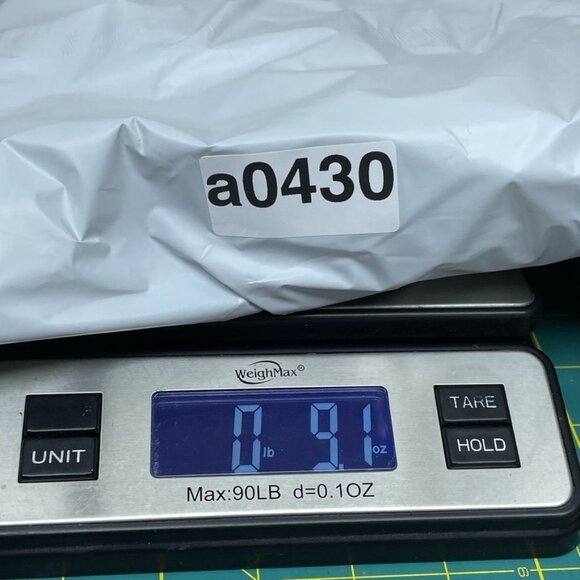 a0430
WeighMax®
0 lb 9.1 oz
TARE
UNIT
HOLD
Max:90LB d=0.1OZ